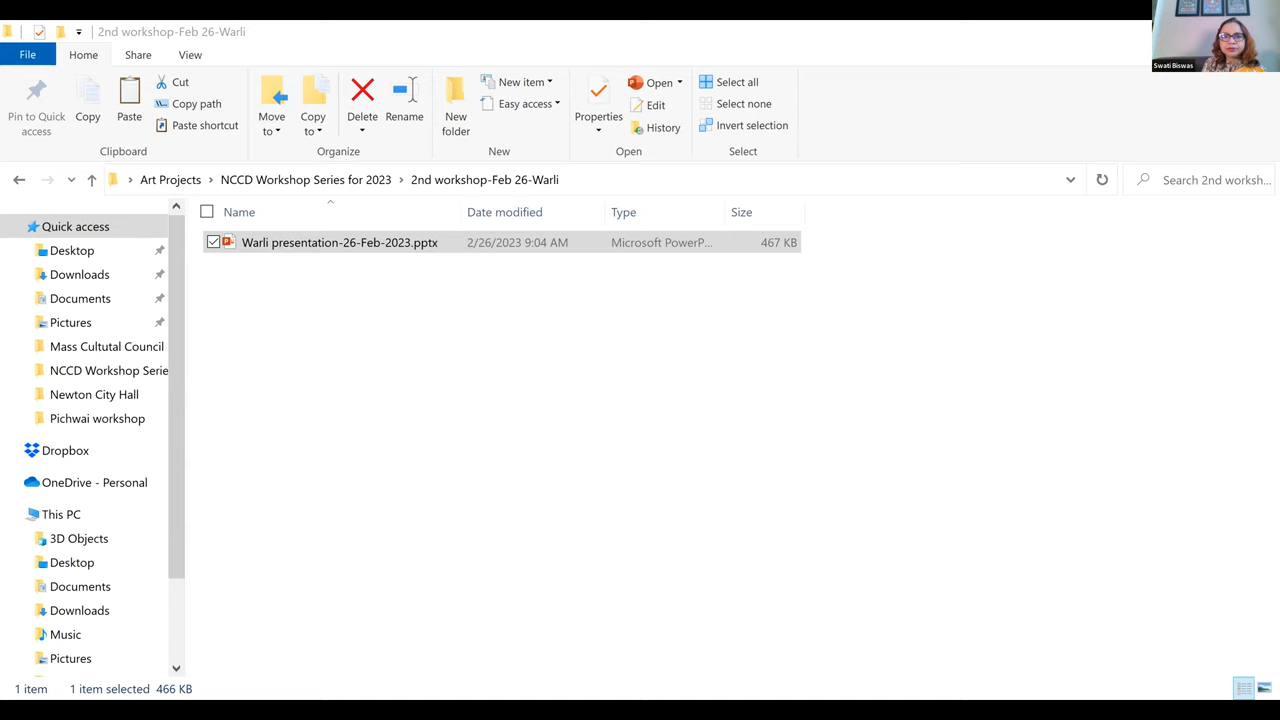 2nd workshop-Feb 26-Warli
Swati Biswas
File Home Share View
Pin to Quick access
Copy
Paste
Cut
Copy path
Paste shortcut
Clipboard
Move to
Copy to
Delete
Rename
Organize
New folder
New item
Easy access
New
Properties
Open
Edit
History
Open
Select all
Select none
Invert selection
Select
Art Projects NCCD Workshop Series for 2023 2nd workshop-Feb 26-Warli
Search 2nd worksh...
Name Date modified Type Size
Warli presentation-26-Feb-2023.pptx 2/26/2023 9:04 AM Microsoft PowerP... 467 KB
Quick access
Desktop
Downloads
Documents
Pictures
Mass Cultutal Council
NCCD Workshop Serie
Newton City Hall
Pichwai workshop
Dropbox
OneDrive - Personal
This PC
3D Objects
Desktop
Documents
Downloads
Music
Pictures
1 item 1 item selected 466 KB